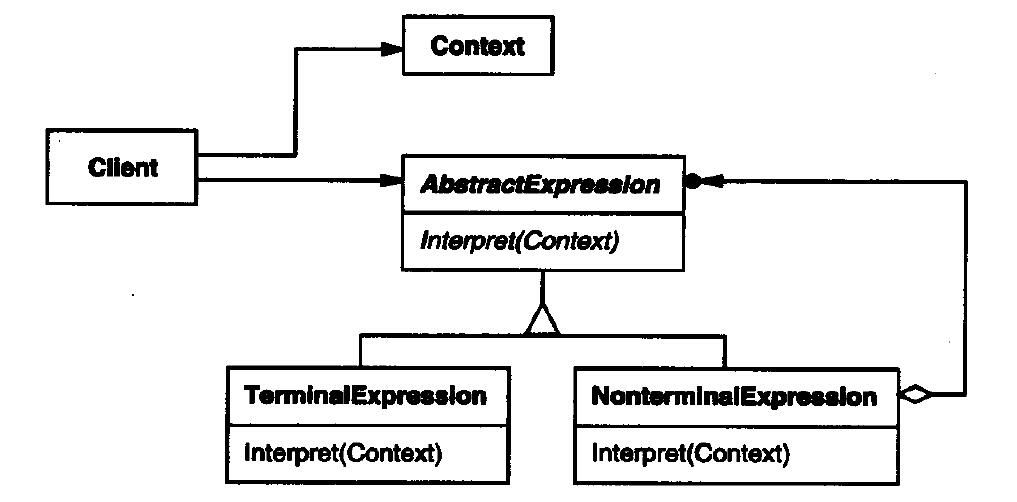 Context
Client
AbstractExpression
Interpret(Context)
TerminalExpression
Interpret(Context)
NonterminalExpression
Interpret(Context)